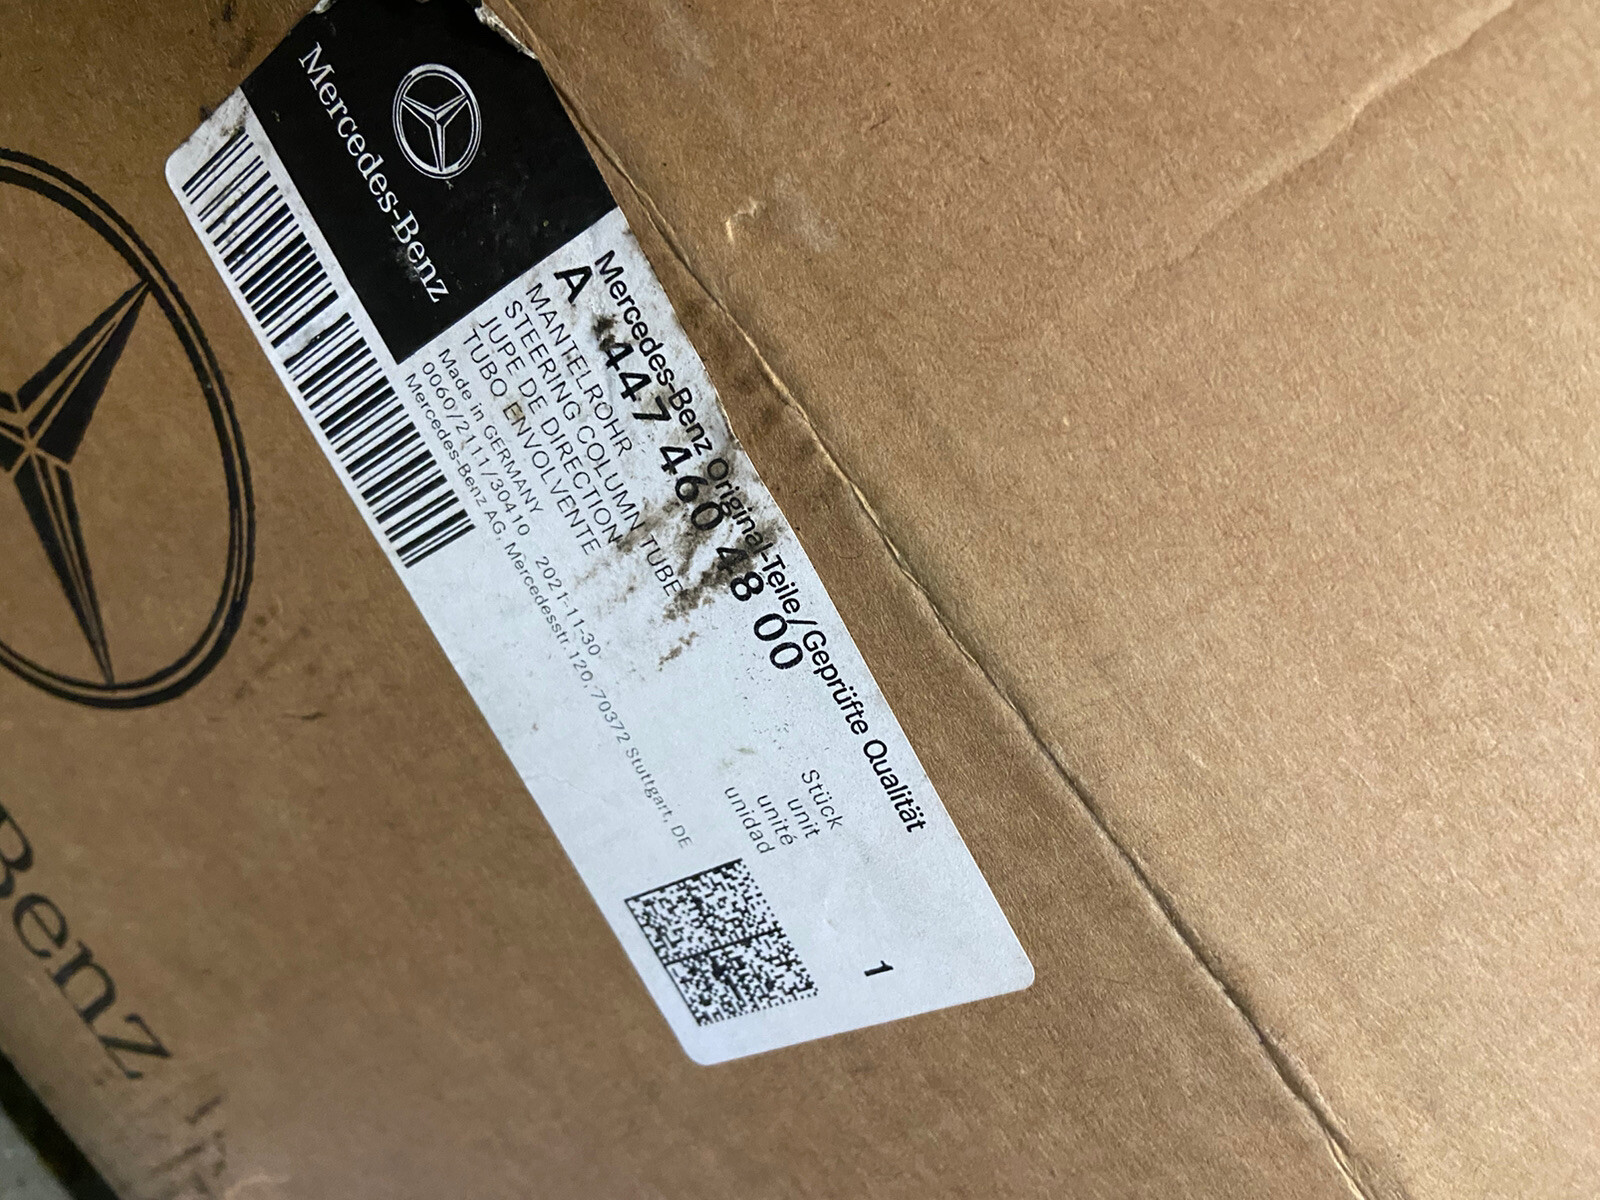 Mercedes-Benz
Mercedes-Benz Original-Teile/Geprüfte Qualität
A 447 460 48 00
MANTELROHR
STEERING COLUMN TUBE
JUPE DE DIRECTION
TUBO ENVOLVENTE
Made in GERMANY
0060/2111/30410 2021-11-30
Mercedes-Benz AG, Mercedesstr.120,70372 Stuttgart, DE
Stück
unit
unité
unidad
1
Benz